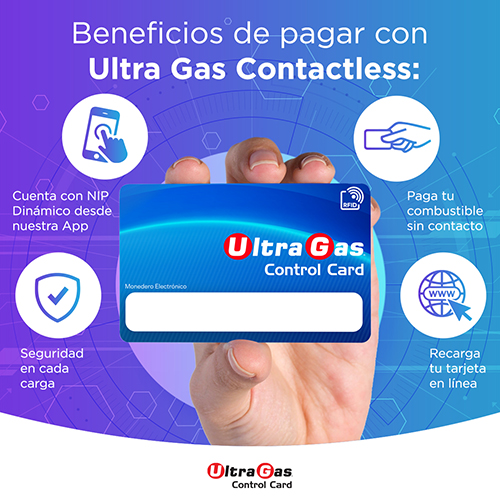 Beneficios de pagar con
Ultra Gas Contactless:
Cuenta con NIP
Dinámico desde
nuestra App
Paga tu
combustible
sin contacto
RFID
Ultra Gas
Control Card
Monedero Electrónico
Seguridad
en cada
carga
WWW
Recarga
tu tarjeta
en línea
UltraGas
Control Card